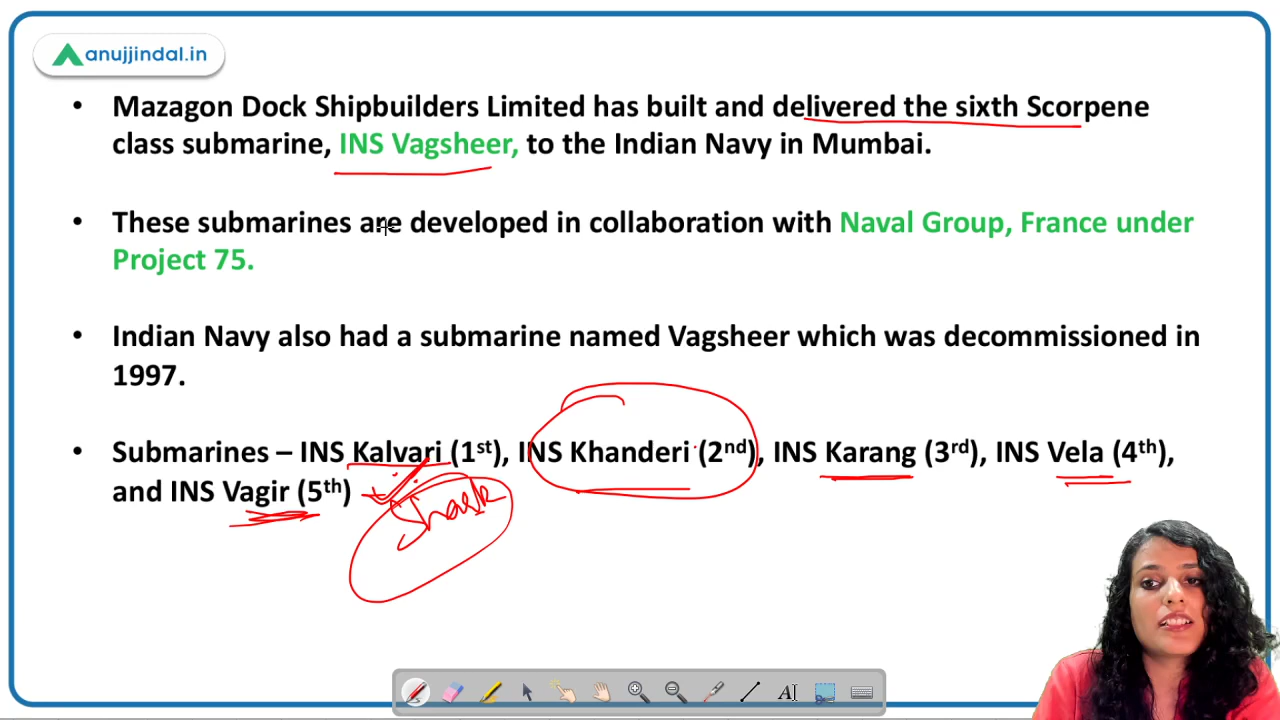 anujjindal.in
• Mazagon Dock Shipbuilders Limited has built and delivered the sixth Scorpene
class submarine, INS Vagsheer, to the Indian Navy in Mumbai.
• These submarines are developed in collaboration with Naval Group, France under
Project 75.
• Indian Navy also had a submarine named Vagsheer which was decommissioned in
1997.
• Submarines – INS Kalvari (1st), INS Khanderi (2nd), INS Karang (3rd), INS Vela (4th),
and INS Vagir (5th)
Shark
A